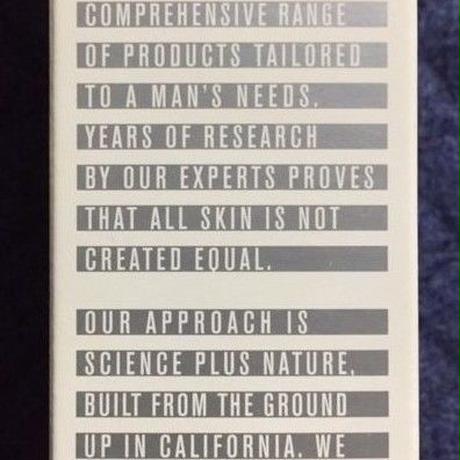 COMPREHENSIVE RANGE
OF PRODUCTS TAILORED
TO A MAN'S NEEDS.
YEARS OF RESEARCH
BY OUR EXPERTS PROVES
THAT ALL SKIN IS NOT
CREATED EQUAL.
OUR APPROACH IS
SCIENCE PLUS NATURE,
BUILT FROM THE GROUND
UP IN CALIFORNIA. WE